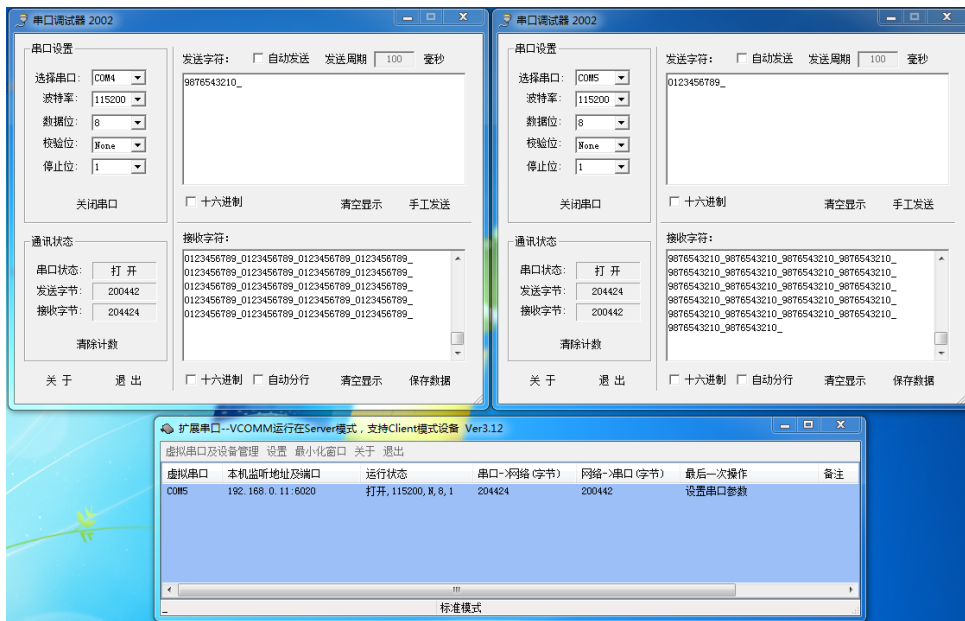 串口调试器 2002
串口设置
选择串口: COM4
波特率: 115200
数据位: 8
校验位: None
停止位: 1
关闭串口
通讯状态
串口状态: 打 开
发送字节: 200442
接收字节: 204424
清除计数
关 于 退 出
发送字符: 自动发送 发送周期 100 毫秒
9876543210_
十六进制 清空显示 手工发送
接收字符:
0123456789_0123456789_0123456789_0123456789_
0123456789_0123456789_0123456789_0123456789_
0123456789_0123456789_0123456789_0123456789_
0123456789_0123456789_0123456789_0123456789_
0123456789_0123456789_0123456789_0123456789_
十六进制 自动分行 清空显示 保存数据
串口调试器 2002
串口设置
选择串口: COM5
波特率: 115200
数据位: 8
校验位: None
停止位: 1
关闭串口
通讯状态
串口状态: 打 开
发送字节: 204424
接收字节: 200442
清除计数
关 于 退 出
发送字符: 自动发送 发送周期 100 毫秒
0123456789_
十六进制 清空显示 手工发送
接收字符:
9876543210_9876543210_9876543210_9876543210_
9876543210_9876543210_9876543210_9876543210_
9876543210_9876543210_9876543210_9876543210_
9876543210_9876543210_9876543210_9876543210_
9876543210_9876543210_9876543210_9876543210_
9876543210_9876543210_
十六进制 自动分行 清空显示 保存数据
扩展串口--VCOMM运行在Server模式，支持Client模式设备 Ver3.12
虚拟串口及设备管理 设置 最小化窗口 关于 退出
虚拟串口 本机监听地址及端口 运行状态 串口->网络(字节) 网络->串口(字节) 最后一次操作 备注
COM5 192.168.0.11:6020 打开,115200,N,8,1 204424 200442 设置串口参数
_ 标准模式